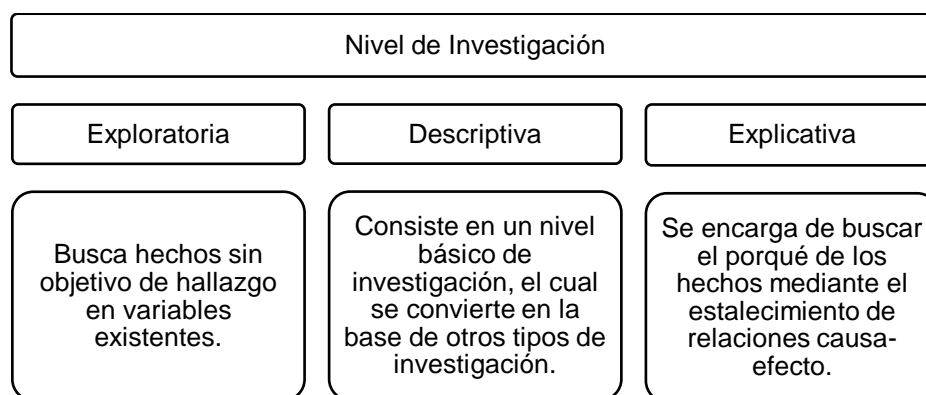 Nivel de Investigación
Exploratoria
Descriptiva
Explicativa
Busca hechos sin
objetivo de hallazgo
en variables
existentes.
Consiste en un nivel
básico de
investigación, el cual
se convierte en la
base de otros tipos de
investigación.
Se encarga de buscar
el porqué de los
hechos mediante el
estalecimiento de
relaciones causa-
efecto.